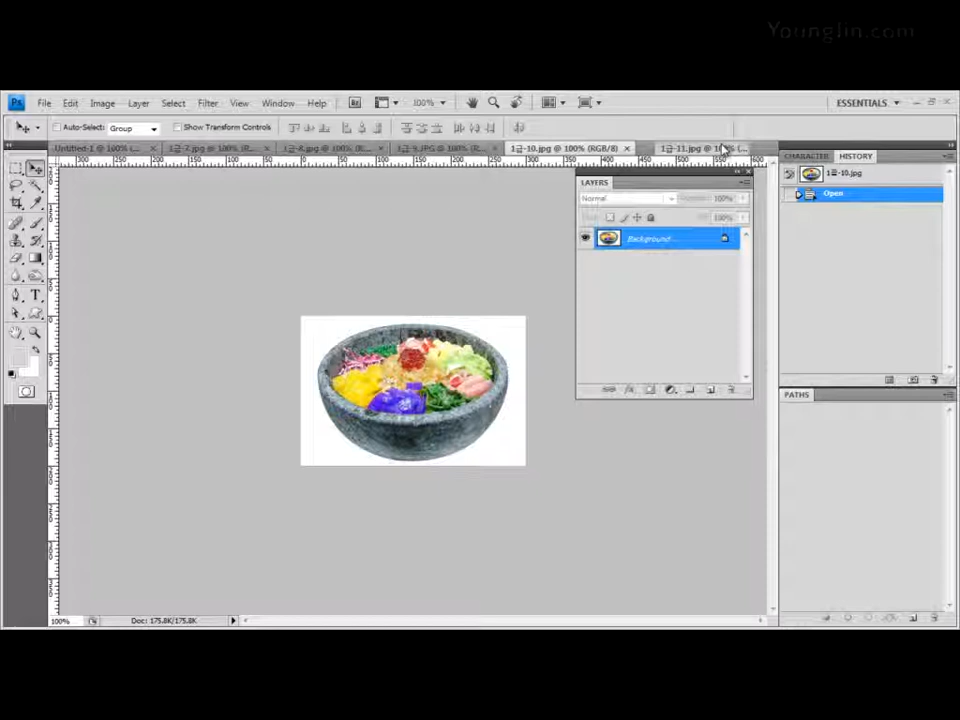 Younglin.com
Ps File Edit Image Layer Select Filter View Window Help Br 100% ESSENTIALS
Auto-Select: Group Show Transform Controls
Untitled-1 @ 100% (... 1급-7.jpg @ 100% (R... 1급-8.jpg @ 100% (R... 1급-9.JPG @ 100% (R... 1급-10.jpg @ 100% (RGB/8) 1급-11.jpg @ 100% (...
CHARACTER HISTORY
1급-10.jpg
Open
LAYERS
Normal 100%
100%
Background
PATHS
100% Doc: 175.8K/175.8K